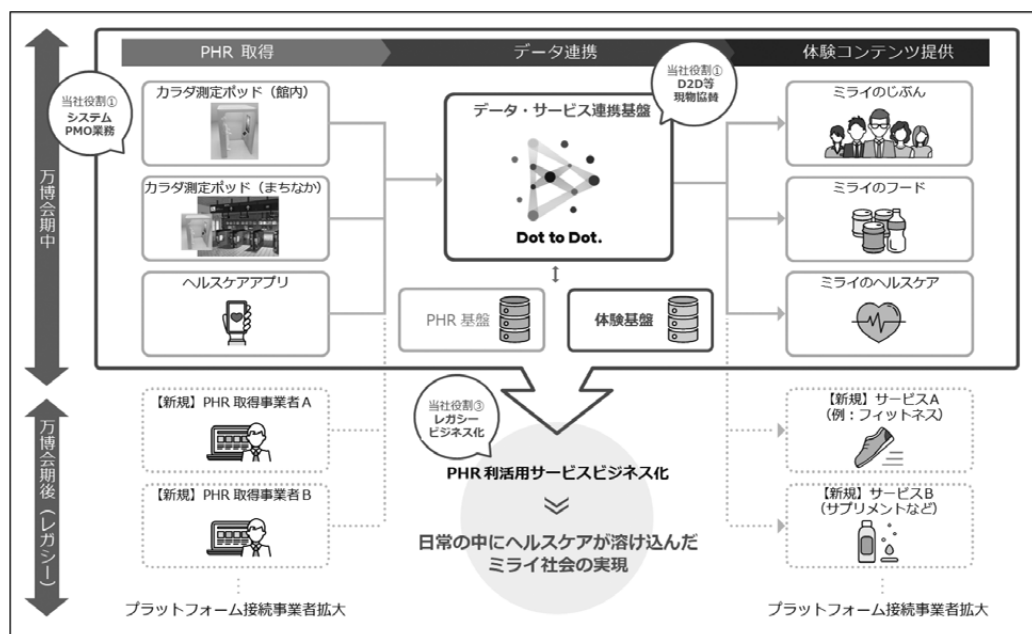 PHR 取得
データ連携
体験コンテンツ提供
当社役割①
システム
PMO業務
当社役割①
D2D等
現物協賛
万博会期中
カラダ測定ポッド（館内）
カラダ測定ポッド（まちなか）
ヘルスケアアプリ
データ・サービス連携基盤
Dot to Dot.
PHR 基盤
体験基盤
ミライのじぶん
ミライのフード
ミライのヘルスケア
万博会期後（レガシー）
【新規】PHR 取得事業者A
【新規】PHR 取得事業者B
プラットフォーム接続事業者拡大
当社役割③
レガシー
ビジネス化
PHR 利活用サービスビジネス化
日常の中にヘルスケアが溶け込んだ
ミライ社会の実現
【新規】サービスA
（例：フィットネス）
【新規】サービスB
（サプリメントなど）
プラットフォーム接続事業者拡大